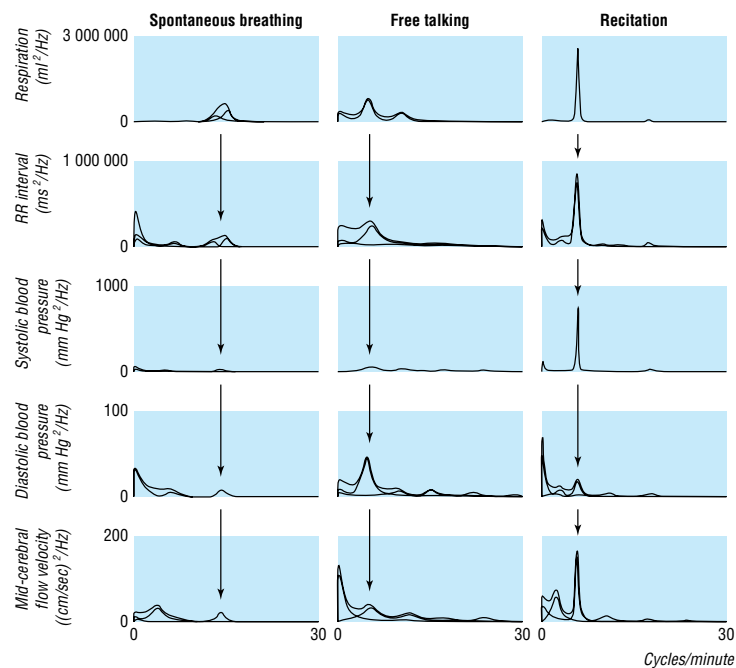 Spontaneous breathing
Free talking
Recitation
Respiration
(ml²/Hz)
3 000 000
0
RR interval
(ms²/Hz)
1 000 000
0
Systolic blood
pressure
(mm Hg²/Hz)
1000
0
Diastolic blood
pressure
(mm Hg²/Hz)
100
0
Mid-cerebral
flow velocity
((cm/sec)²/Hz)
200
0
0
30
0
30
0
30
Cycles/minute